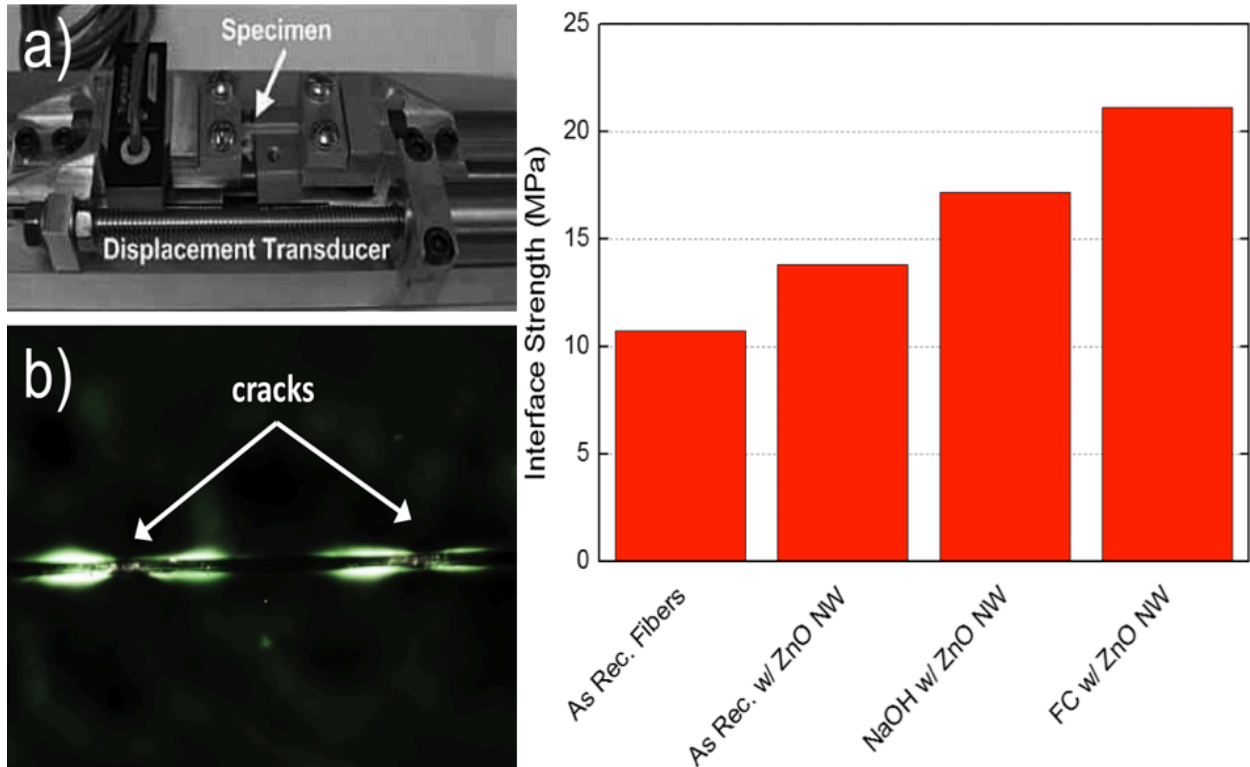 a)
Specimen
Displacement Transducer
b)
cracks
Interface Strength (MPa)
25
20
15
10
5
0
As Rec. Fibers
As Rec. w/ ZnO NW
NaOH w/ ZnO NW
FC w/ ZnO NW